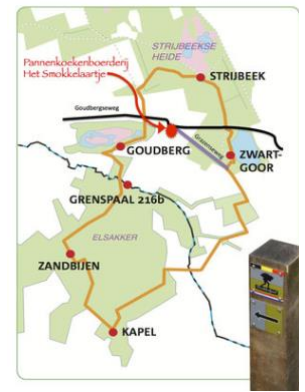 STRIJBEEKSE
HEIDE
Pannenkoekenboerderij
Het Smokkelaartje
STRIJBEEK
Goudbergseweg
GOUDBERG
ZWART-
GOOR
GRENSPAAL 216b
ELSAKKER
ZANDBIJEN
KAPEL